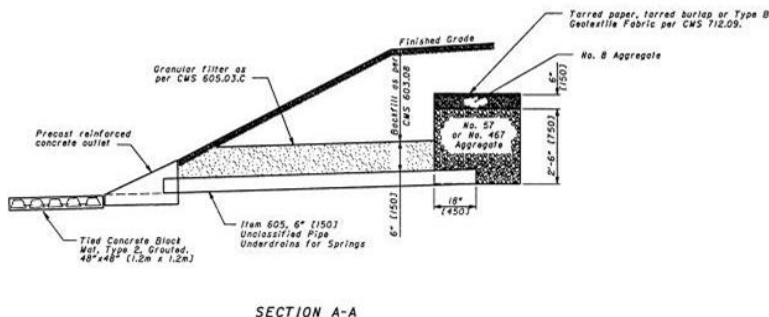 Tarred paper, tarred burlap or Type B
Geotextile Fabric per CMS 712.09.
Finished Grade
No. 8 Aggregate
Granular filter as
per CMS 605.03.C
Backfill as per
CMS 603.08
6"
[150]
Precast reinforced
concrete outlet
No. 57
or No. 467
Aggregate
2'-6" [750]
18"
[450]
6" [150]
Item 605, 6" [150]
Unclassified Pipe
Underdrains for Springs
Tied Concrete Block
Mat, Type 2, Grouted.
48"x48" [1.2m x 1.2m]
SECTION A-A